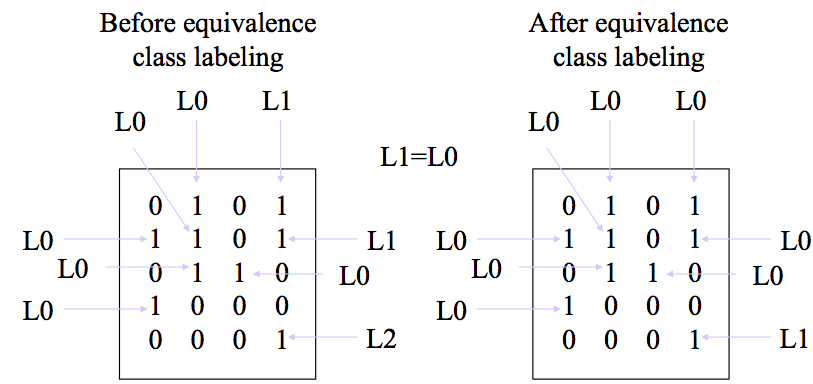 Before equivalence
class labeling
After equivalence
class labeling
L0 L1
L0
L0 L0
L0
L1=L0
0 1 0 1
L0 1 1 0 1 L1
L0 0 1 1 0 L0
L0 1 0 0 0
0 0 0 1 L2
0 1 0 1
L0 1 1 0 1 L0
L0 0 1 1 0 L0
L0 1 0 0 0
0 0 0 1 L1